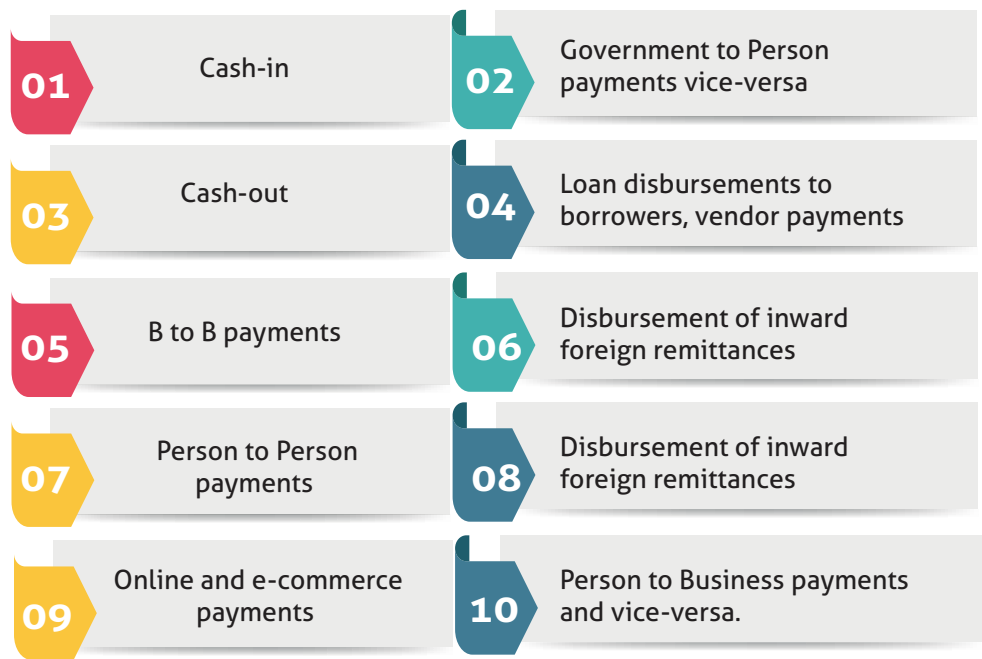 01
Cash-in
02
Government to Person
payments vice-versa
03
Cash-out
04
Loan disbursements to
borrowers, vendor payments
05
B to B payments
06
Disbursement of inward
foreign remittances
07
Person to Person
payments
08
Disbursement of inward
foreign remittances
09
Online and e-commerce
payments
10
Person to Business payments
and vice-versa.